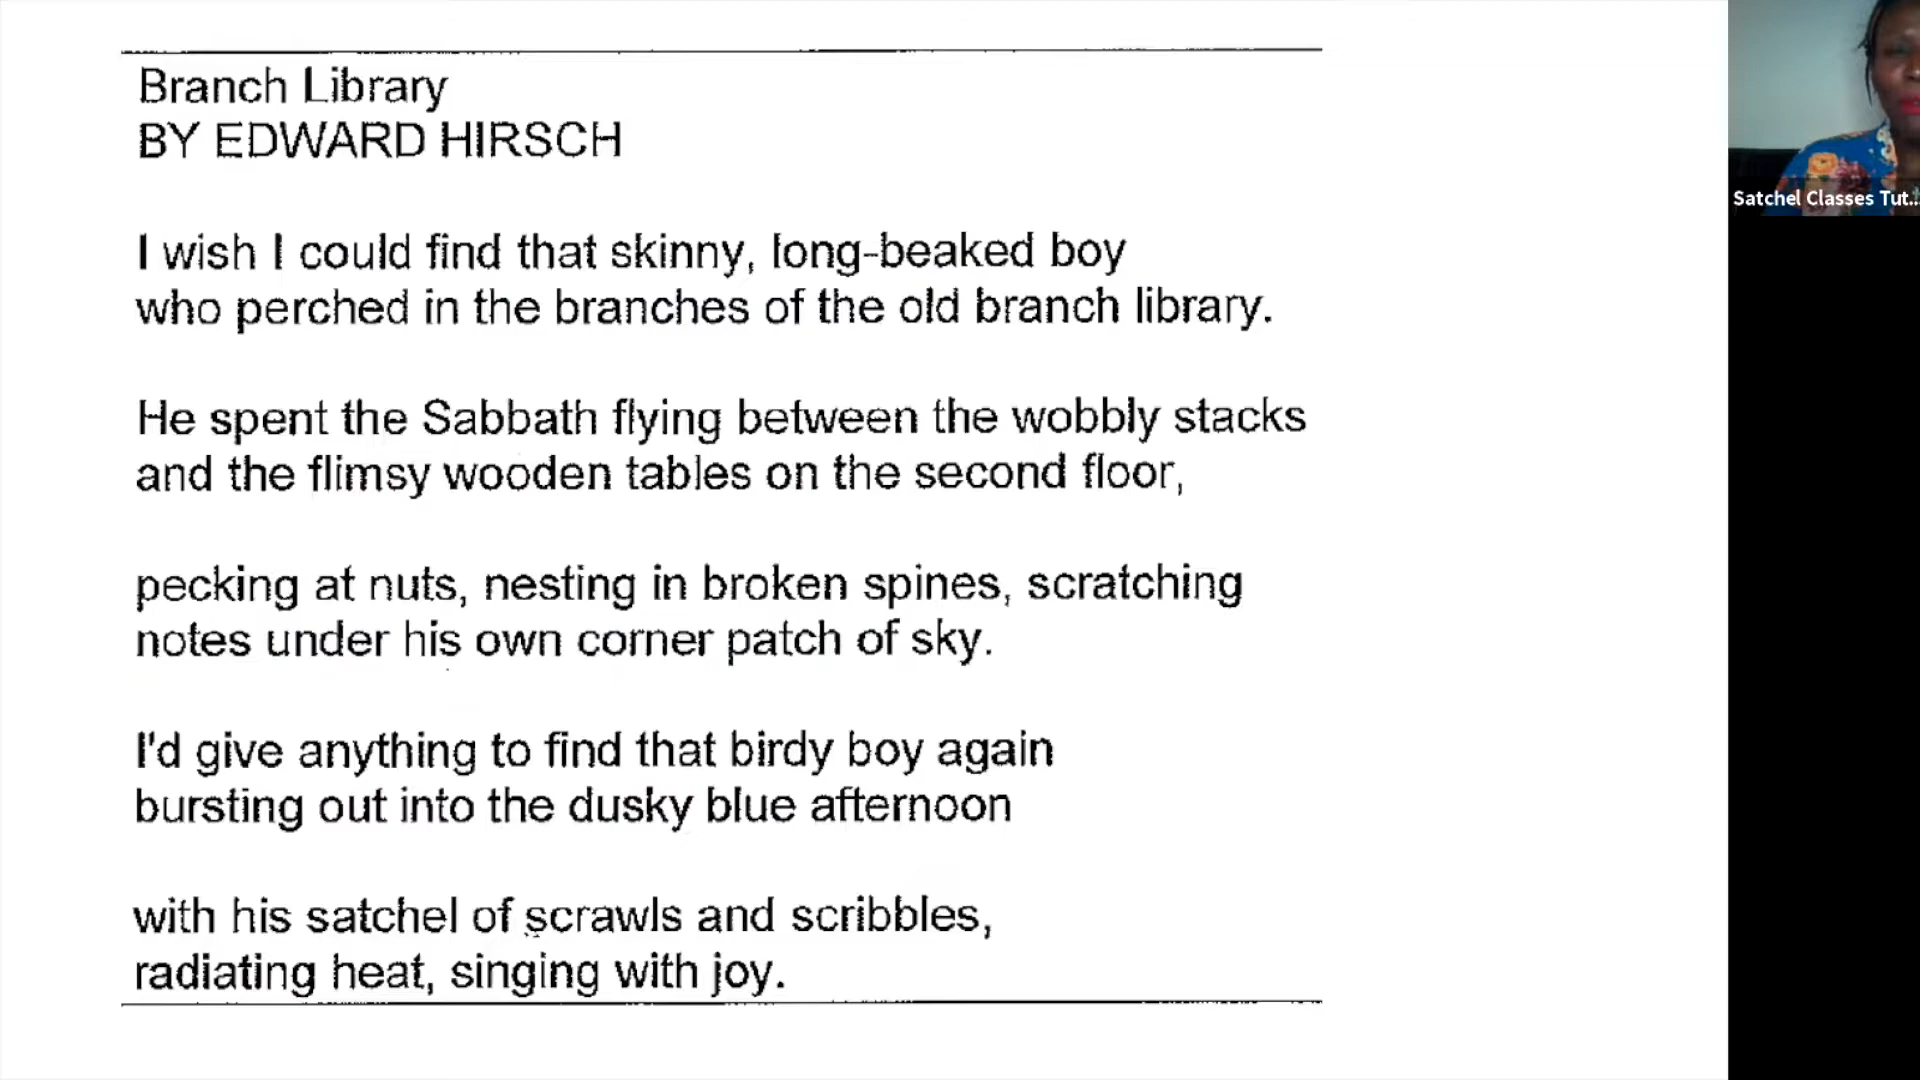 Branch Library
BY EDWARD HIRSCH
I wish I could find that skinny, long-beaked boy
who perched in the branches of the old branch library.
He spent the Sabbath flying between the wobbly stacks
and the flimsy wooden tables on the second floor,
pecking at nuts, nesting in broken spines, scratching
notes under his own corner patch of sky.
I'd give anything to find that birdy boy again
bursting out into the dusky blue afternoon
with his satchel of scrawls and scribbles,
radiating heat, singing with joy.
Satchel Classes Tut...